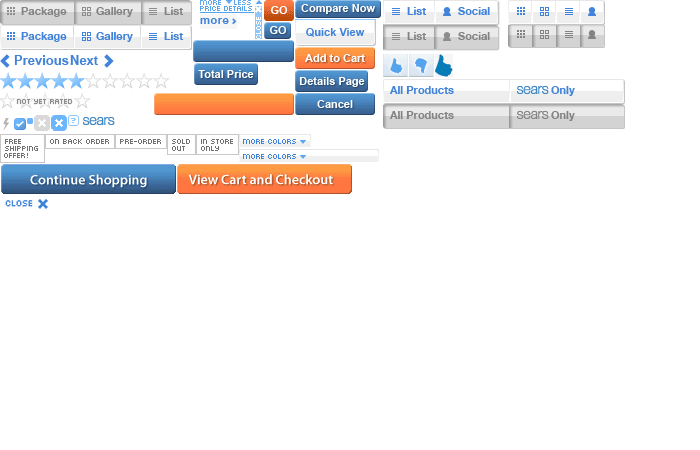 Package Gallery List
MORE LESS
PRICE DETAILS
more ›
GO
GO
Compare Now
Quick View
List Social
Package Gallery List
List Social
Previous Next
Total Price
Add to Cart
Details Page
Cancel
NOT YET RATED
All Products sears Only
All Products sears Only
? sears
FREE SHIPPING OFFER!
ON BACK ORDER
PRE-ORDER
SOLD OUT
IN STORE ONLY
MORE COLORS
MORE COLORS
Continue Shopping
View Cart and Checkout
CLOSE